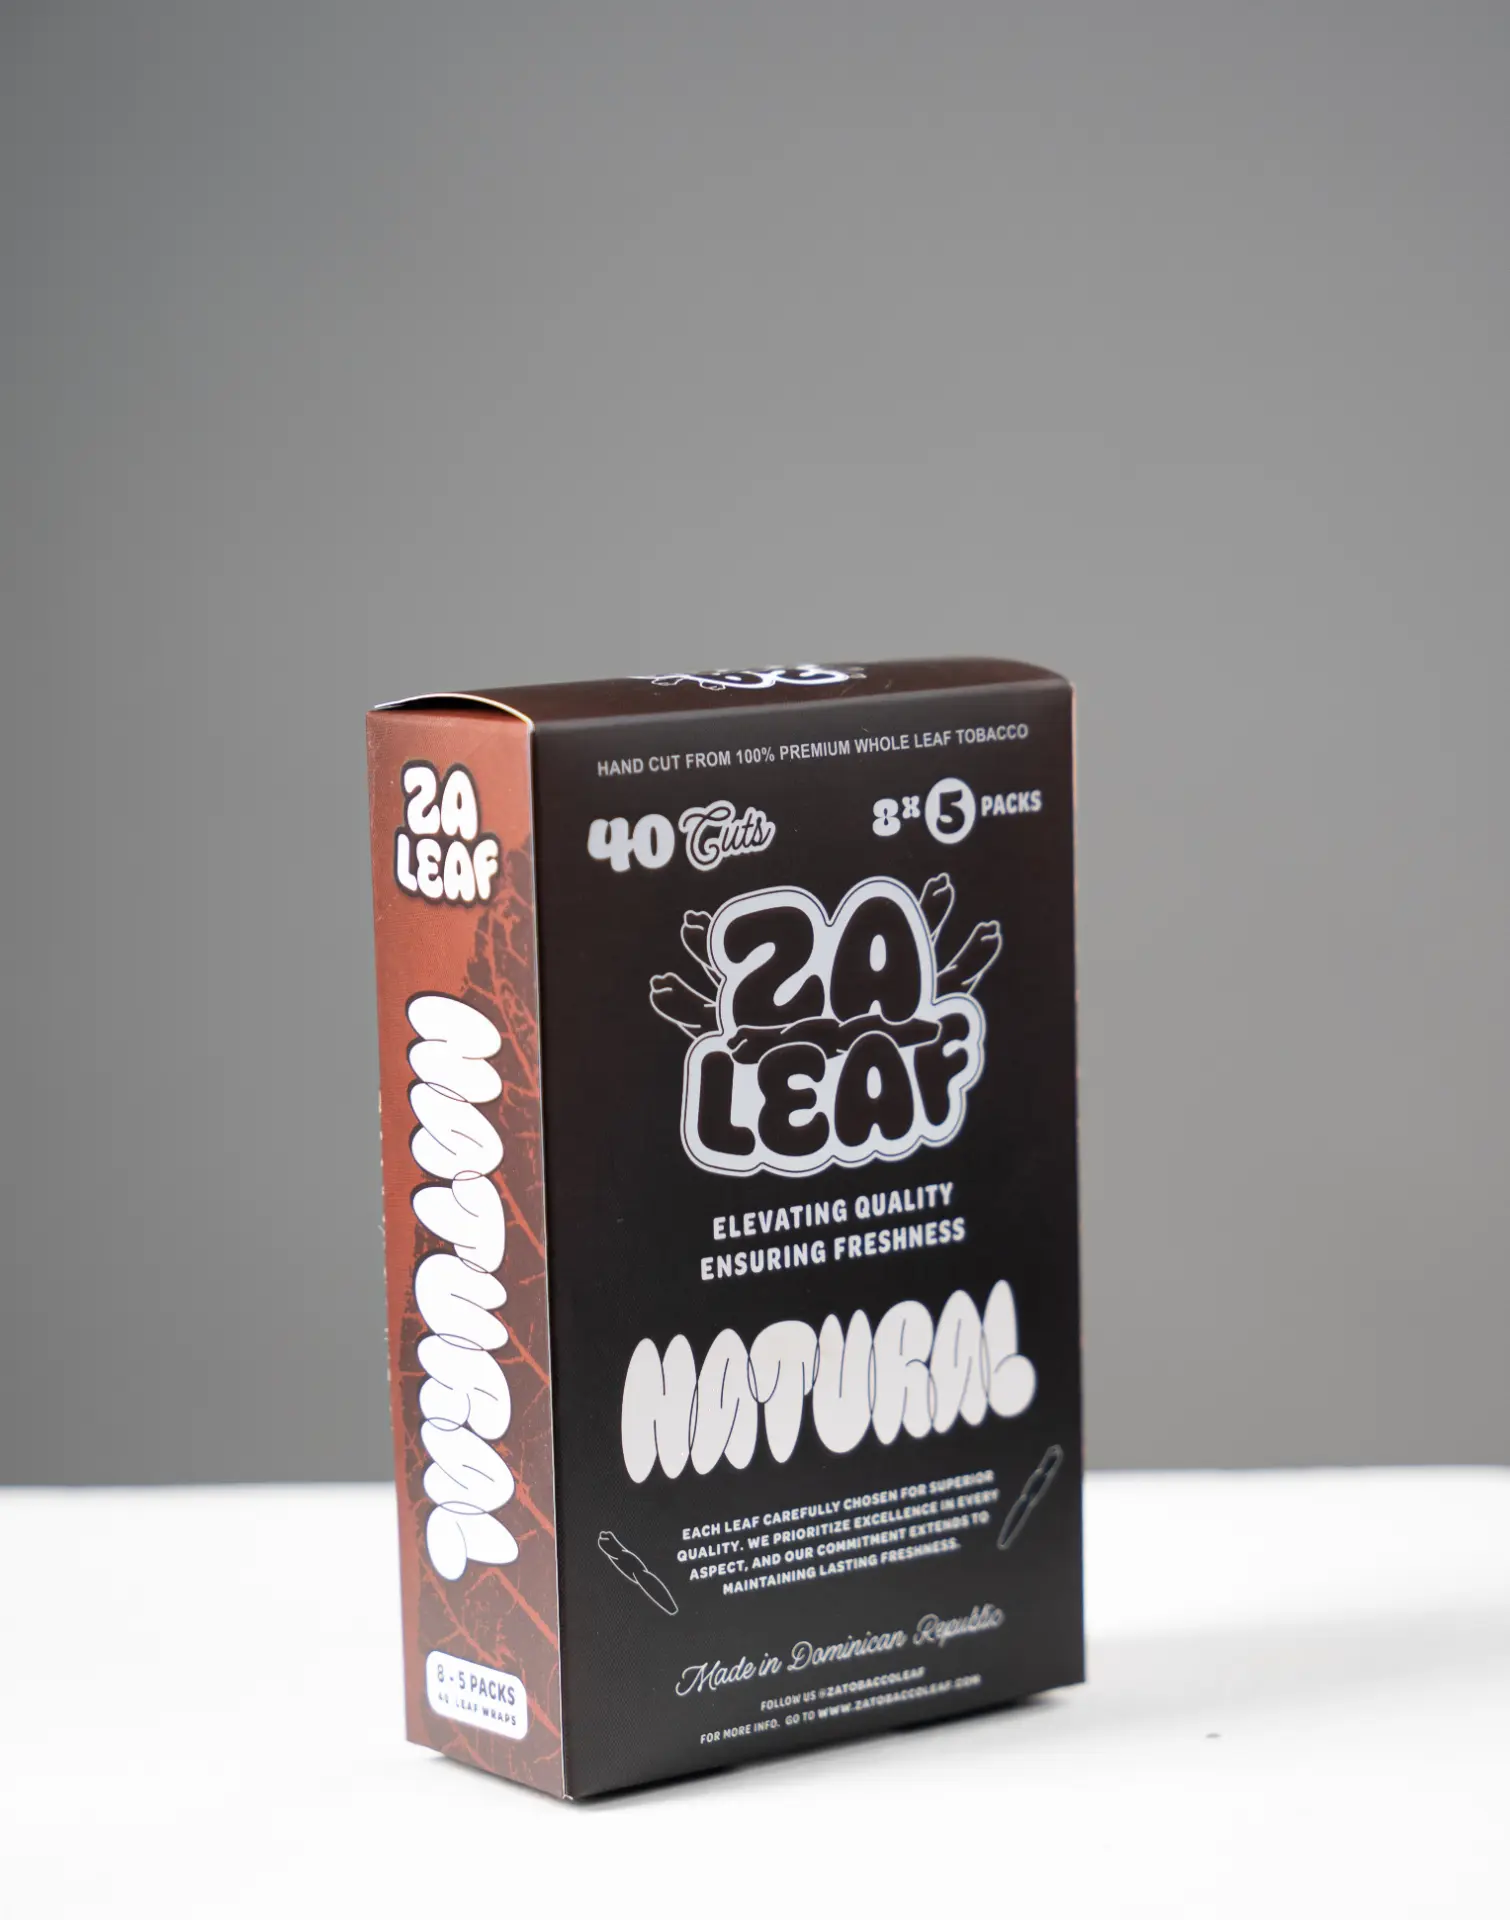 ZA
LEAF
NATURAL
8 - 5 PACKS
40 LEAF WRAPS
HAND CUT FROM 100% PREMIUM WHOLE LEAF TOBACCO
40 Cuts
8x 5 PACKS
ZA
LEAF
ELEVATING QUALITY
ENSURING FRESHNESS
NATURAL
EACH LEAF CAREFULLY CHOSEN FOR SUPERIOR
QUALITY. WE PRIORITIZE EXCELLENCE IN EVERY
ASPECT, AND OUR COMMITMENT EXTENDS TO
MAINTAINING LASTING FRESHNESS.
Made in Dominican Republic
FOLLOW US @ZATOBACCOLEAF
FOR MORE INFO. GO TO WWW.ZATOBACCOLEAF.COM